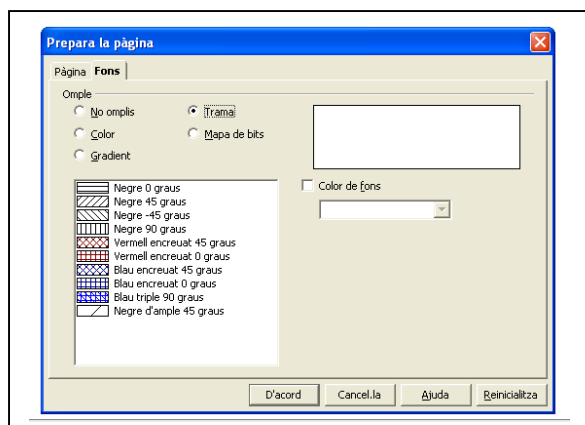 Prepara la pàgina
Pàgina Fons
Omple
No omplis Trama
Color Mapa de bits
Gradient
Color de fons
Negre 0 graus
Negre 45 graus
Negre -45 graus
Negre 90 graus
Vermell encreuat 45 graus
Vermell encreuat 0 graus
Blau encreuat 45 graus
Blau encreuat 0 graus
Blau triple 90 graus
Negre d'ample 45 graus
D'acord Cancel.la Ajuda Reinicialitza